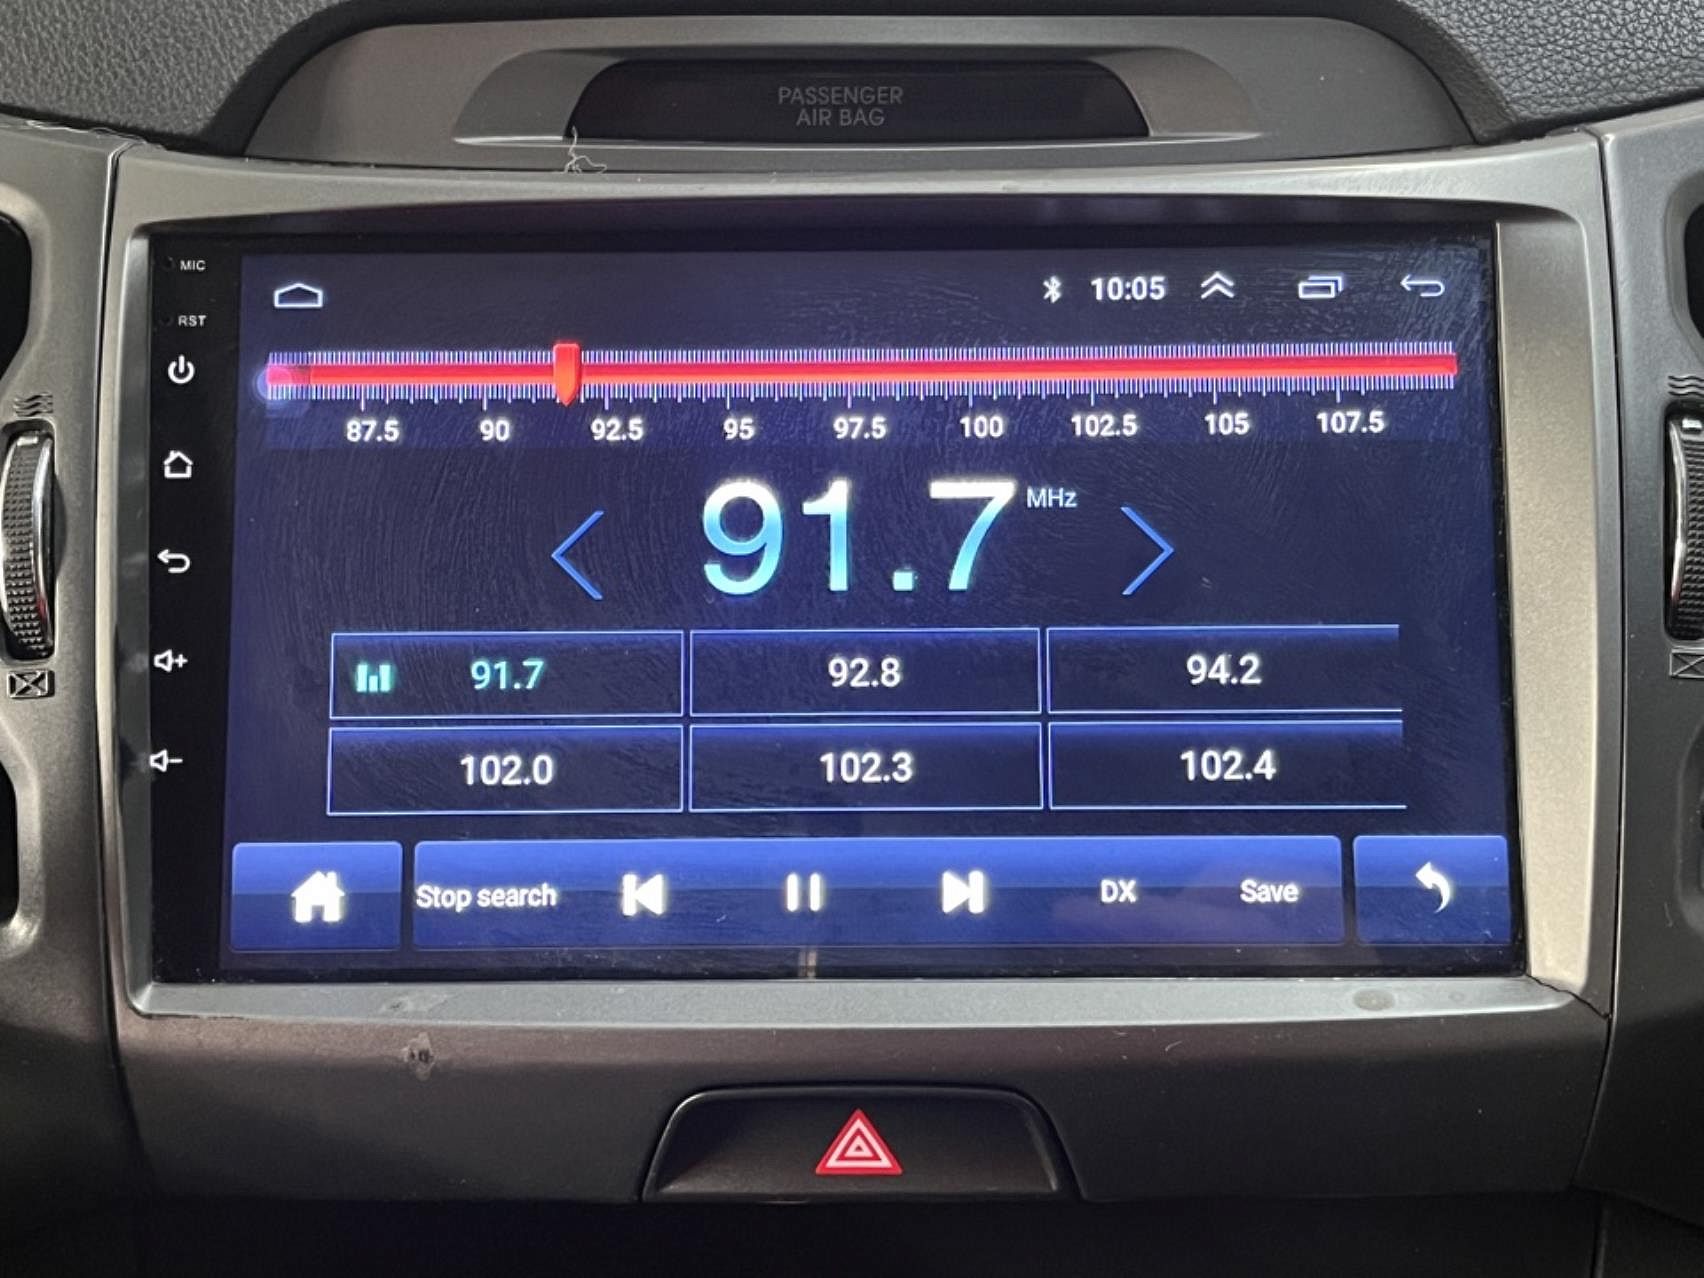 PASSENGER
AIR BAG
MIC
RST
10:05
87.5 90 92.5 95 97.5 100 102.5 105 107.5
91.7 MHz
91.7 92.8 94.2
102.0 102.3 102.4
Stop search DX Save